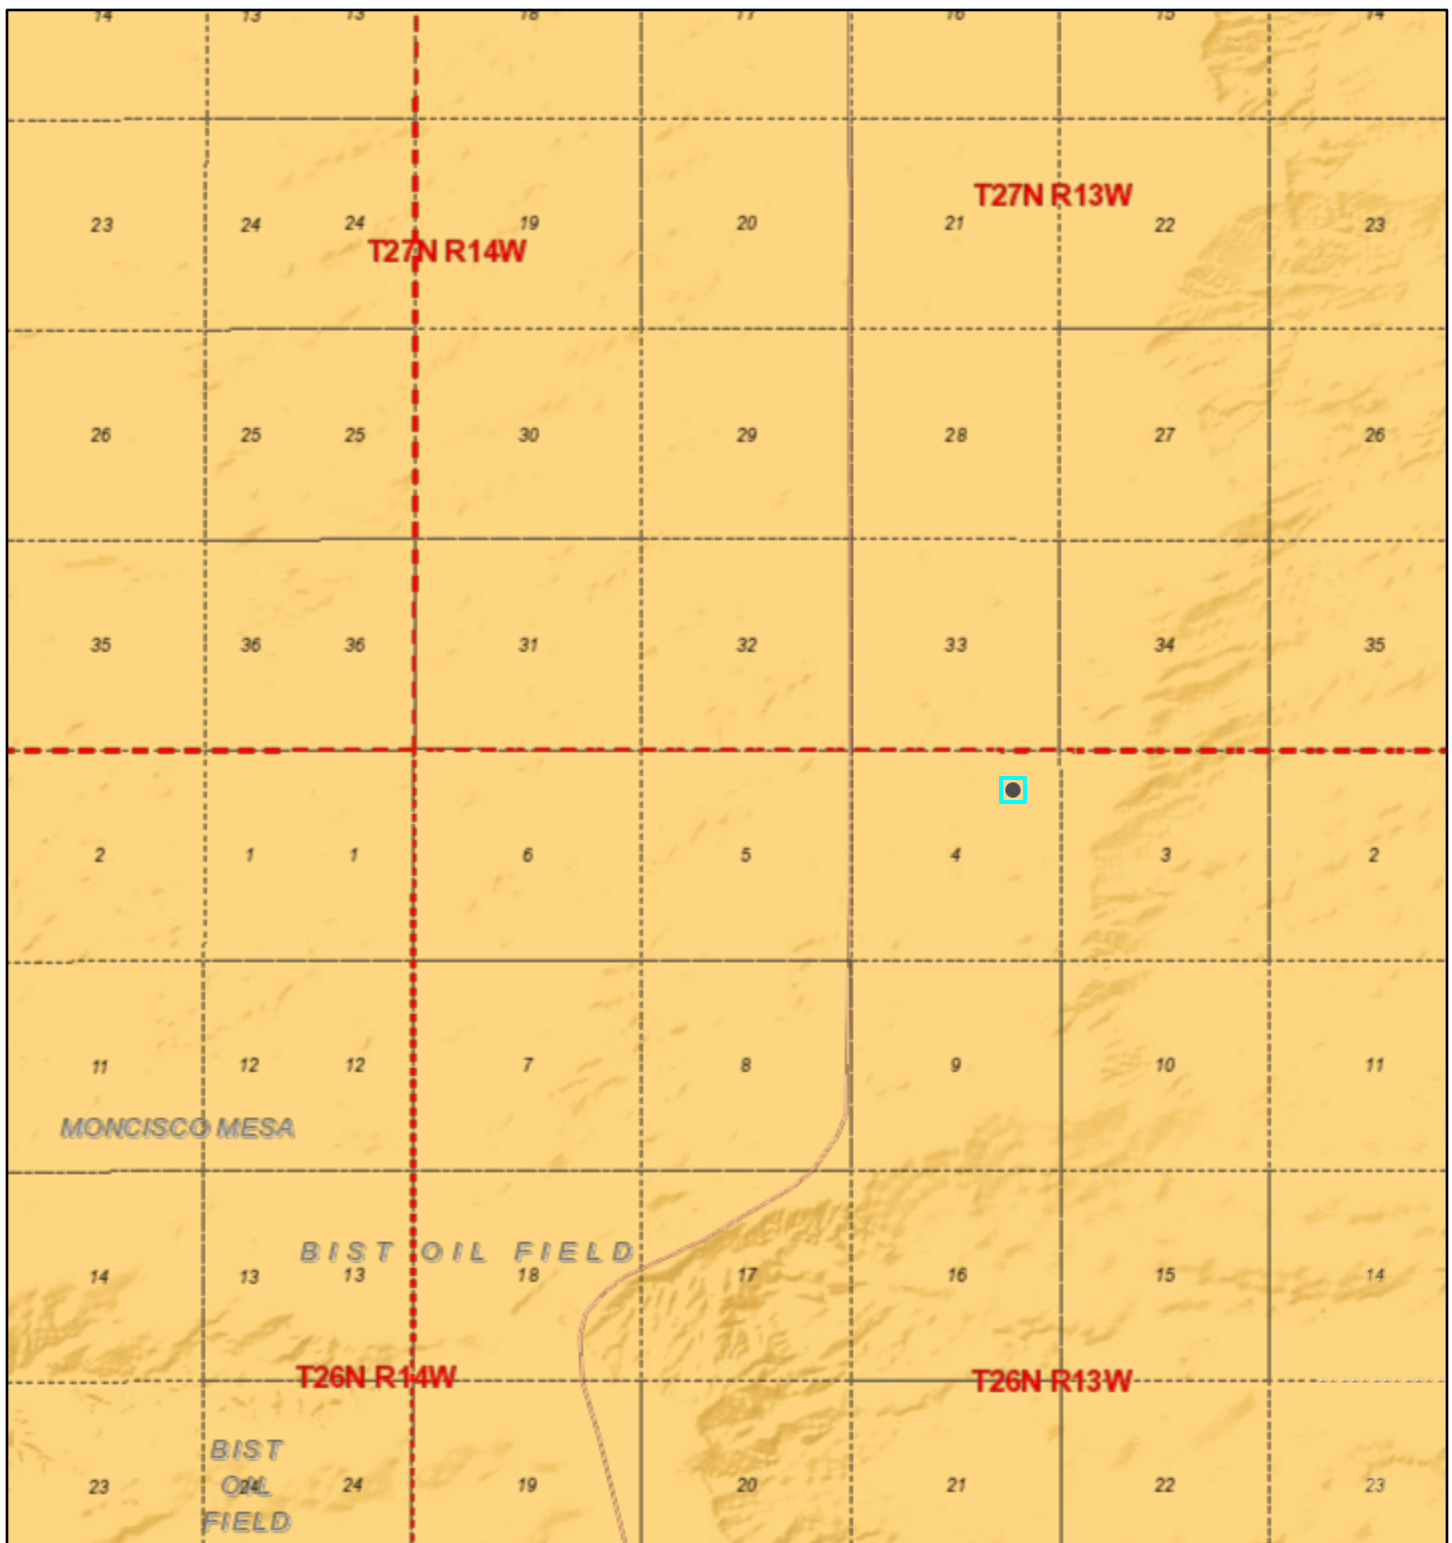 14 13 13 18 17 16 15 14
T27N R13W
23 24 24 19 20 21 22 23
T27N R14W
26 25 25 30 29 28 27 26
35 36 36 31 32 33 34 35
2 1 1 6 5 4 3 2
11 12 12 7 8 9 10 11
MONCISCO MESA
BIST OIL FIELD
14 13 13 18 17 16 15 14
T26N R14W T26N R13W
BIST
OIL
FIELD
23 24 24 19 20 21 22 23